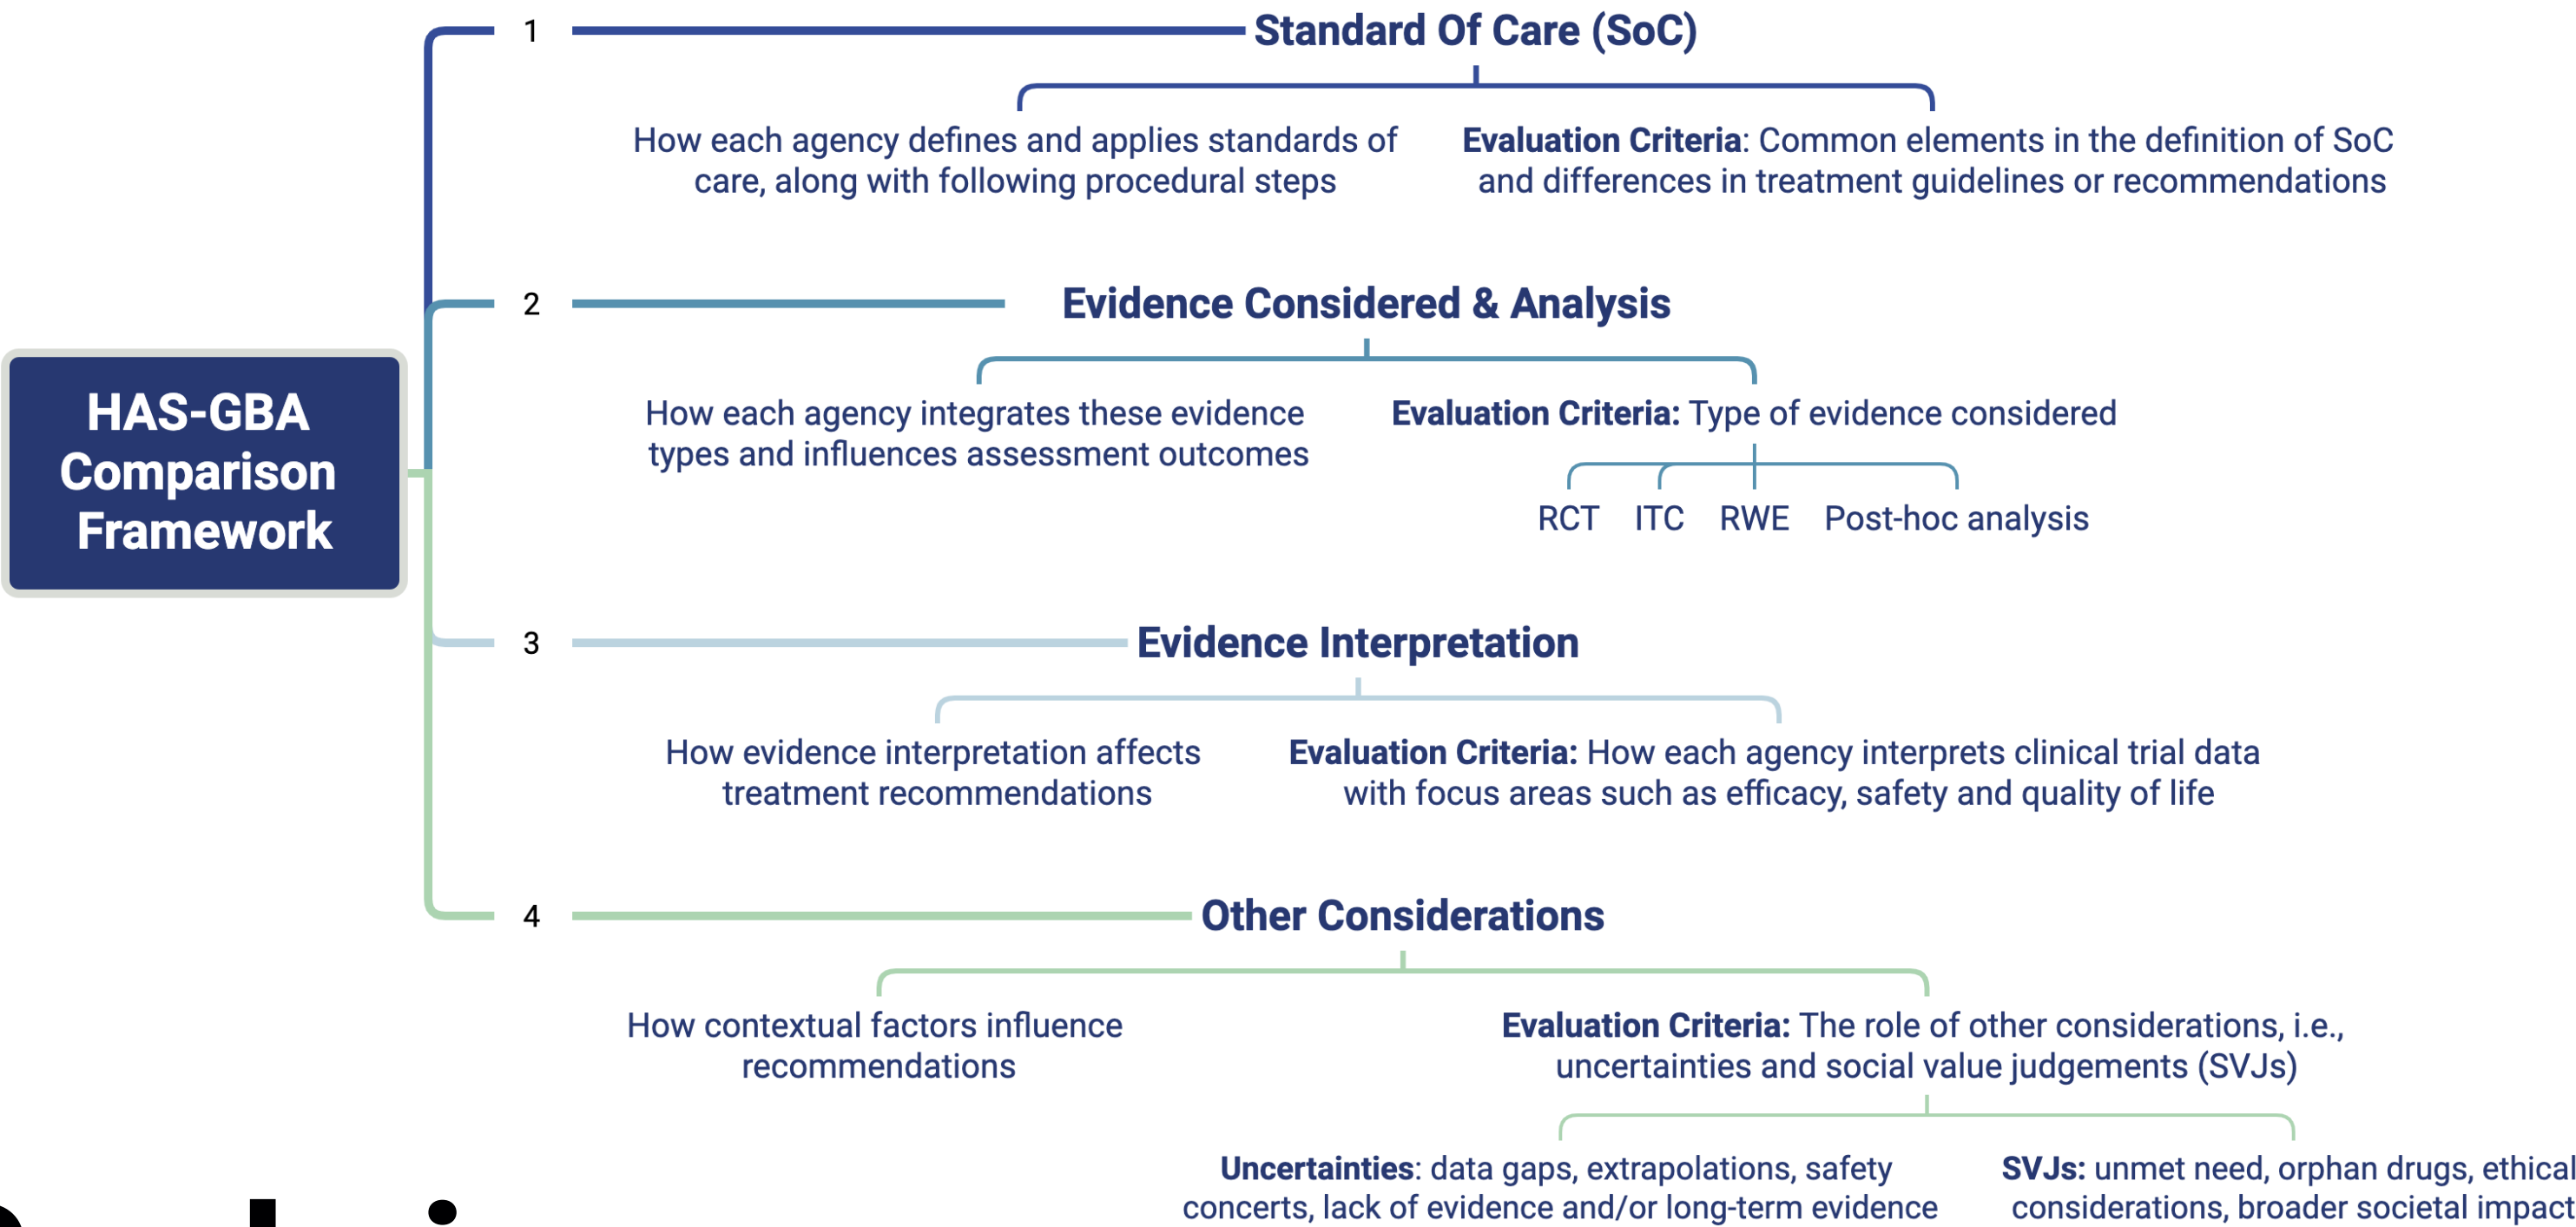 1
Standard Of Care (SoC)
How each agency defines and applies standards of
care, along with following procedural steps
Evaluation Criteria: Common elements in the definition of SoC
and differences in treatment guidelines or recommendations
2
Evidence Considered & Analysis
How each agency integrates these evidence
types and influences assessment outcomes
Evaluation Criteria: Type of evidence considered
RCT
ITC
RWE
Post-hoc analysis
HAS-GBA
Comparison
Framework
3
Evidence Interpretation
How evidence interpretation affects
treatment recommendations
Evaluation Criteria: How each agency interprets clinical trial data
with focus areas such as efficacy, safety and quality of life
4
Other Considerations
How contextual factors influence
recommendations
Evaluation Criteria: The role of other considerations, i.e.,
uncertainties and social value judgements (SVJs)
Uncertainties: data gaps, extrapolations, safety
concerts, lack of evidence and/or long-term evidence
SVJs: unmet need, orphan drugs, ethical
considerations, broader societal impact